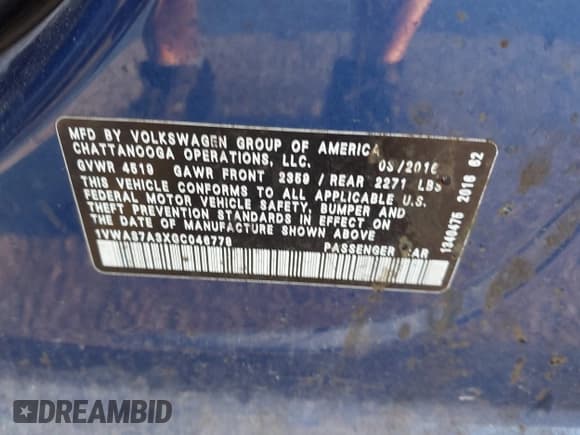 MFD BY VOLKSWAGEN GROUP OF AMERICA
CHATTANOOGA OPERATIONS, LLC. 03/2016
GVWR 4519 GAWR FRONT 2359 / REAR 2271 LBS
THIS VEHICLE CONFORMS TO ALL APPLICABLE U.S.
FEDERAL MOTOR VEHICLE SAFETY, BUMPER AND
THEFT PREVENTION STANDARDS IN EFFECT ON
THE DATE OF MANUFACTURE SHOWN ABOVE
1VWAS7A3XGC046778 PASSENGER CAR
1340475 2016 62
DREAMBID